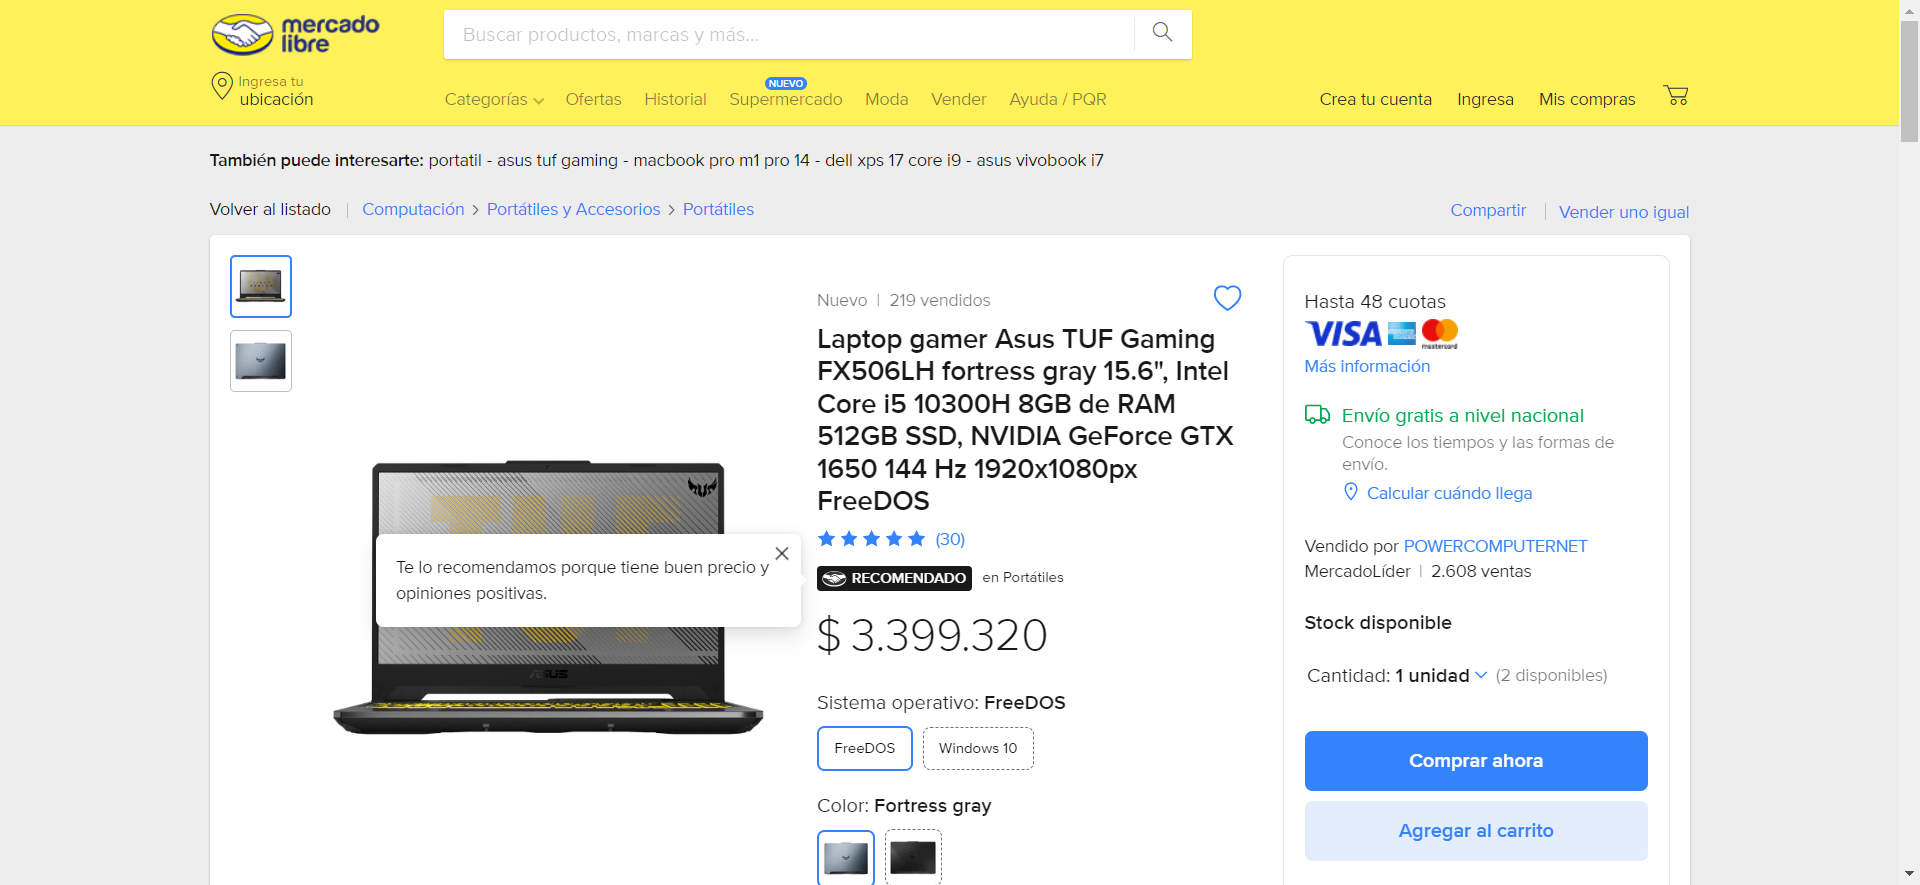 mercado
libre
Buscar productos, marcas y más...
Ingresa tu
ubicación
Categorías
Ofertas
Historial
NUEVO
Supermercado
Moda
Vender
Ayuda / PQR
Crea tu cuenta
Ingresa
Mis compras
También puede interesarte: portatil - asus tuf gaming - macbook pro m1 pro 14 - dell xps 17 core i9 - asus vivobook i7
Volver al listado | Computación > Portátiles y Accesorios > Portátiles
Compartir | Vender uno igual
TUF
ASUS
Te lo recomendamos porque tiene buen precio y
opiniones positivas.
Nuevo | 219 vendidos
Laptop gamer Asus TUF Gaming
FX506LH fortress gray 15.6", Intel
Core i5 10300H 8GB de RAM
512GB SSD, NVIDIA GeForce GTX
1650 144 Hz 1920x1080px
FreeDOS
(30)
RECOMENDADO en Portátiles
$ 3.399.320
Sistema operativo: FreeDOS
FreeDOS
Windows 10
Color: Fortress gray
Hasta 48 cuotas
VISA
mastercard
Más información
Envío gratis a nivel nacional
Conoce los tiempos y las formas de
envío.
Calcular cuándo llega
Vendido por POWERCOMPUTERNET
MercadoLíder | 2.608 ventas
Stock disponible
Cantidad: 1 unidad (2 disponibles)
Comprar ahora
Agregar al carrito